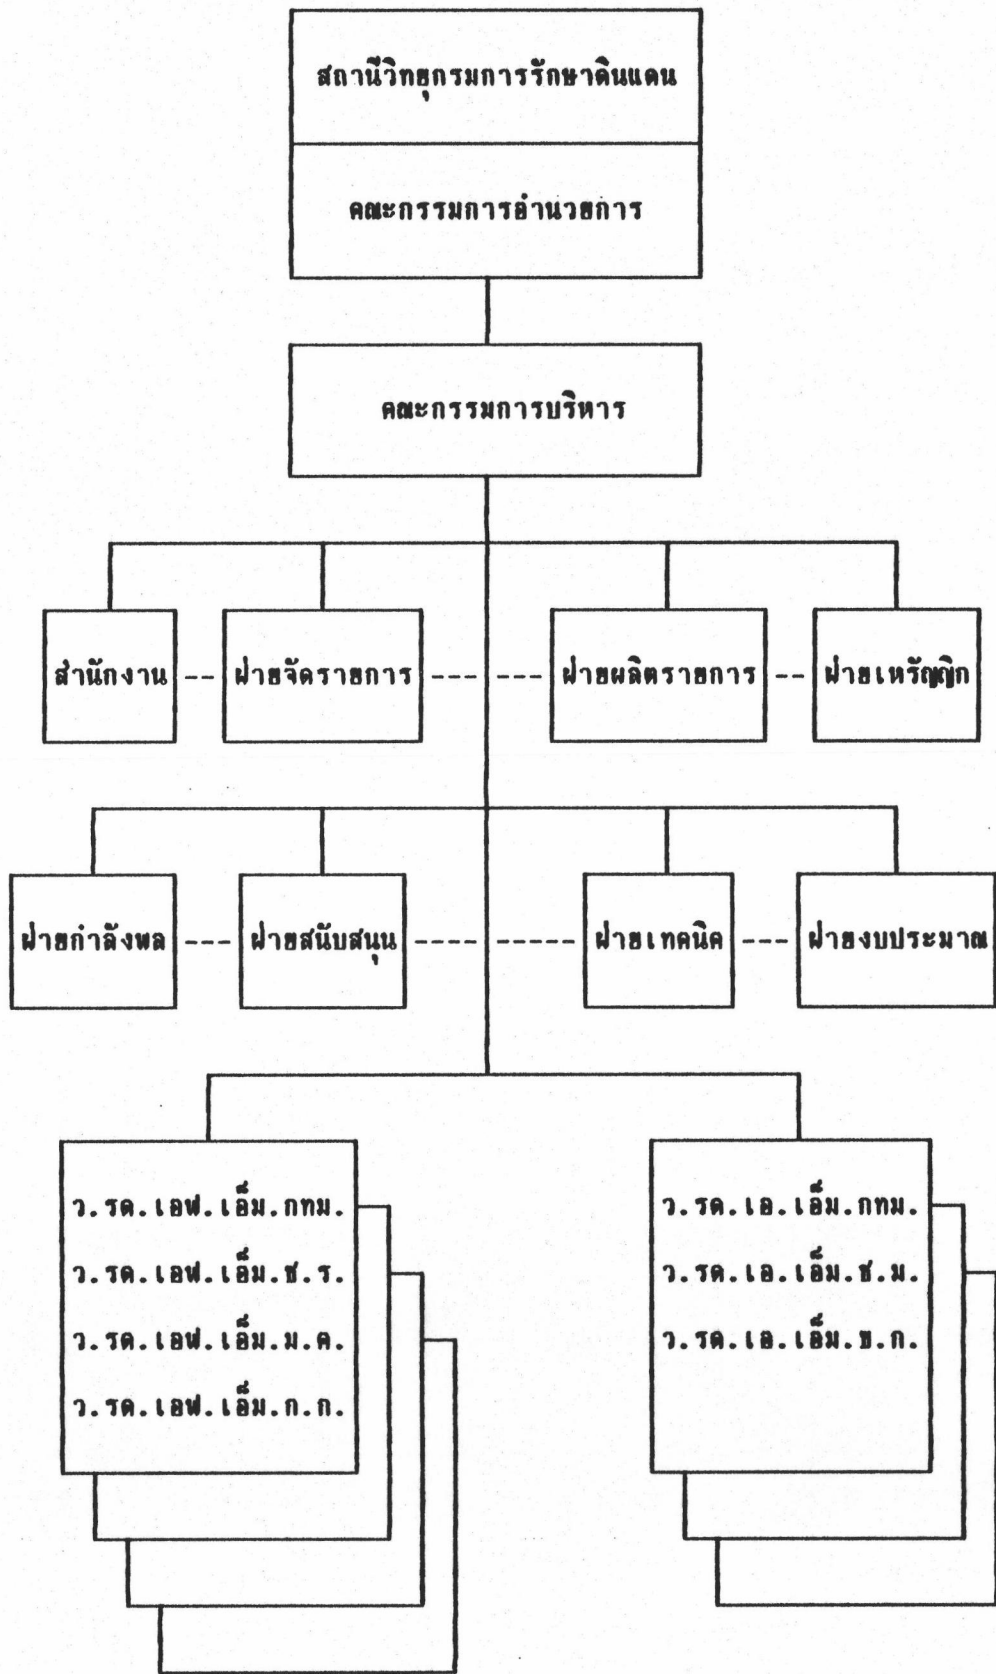 สถานีวิทยุกรมการรักษาดินแดน
คณะกรรมการอำนวยการ
คณะกรรมการบริหาร
สำนักงาน -- ฝ่ายจัดรายการ ---- ---- ฝ่ายผลิตรายการ -- ฝ่ายเหรัญญิก
ฝ่ายกำลังพล --- ฝ่ายสนับสนุน ---- ----- ฝ่ายเทคนิค --- ฝ่ายงบประมาณ
ว.รด.เอฟ.เอ็ม.กทม.
ว.รด.เอฟ.เอ็ม.ช.ร.
ว.รด.เอฟ.เอ็ม.ม.ค.
ว.รด.เอฟ.เอ็ม.ก.ก.
ว.รด.เอ.เอ็ม.กทม.
ว.รด.เอ.เอ็ม.ช.ม.
ว.รด.เอ.เอ็ม.ข.ก.